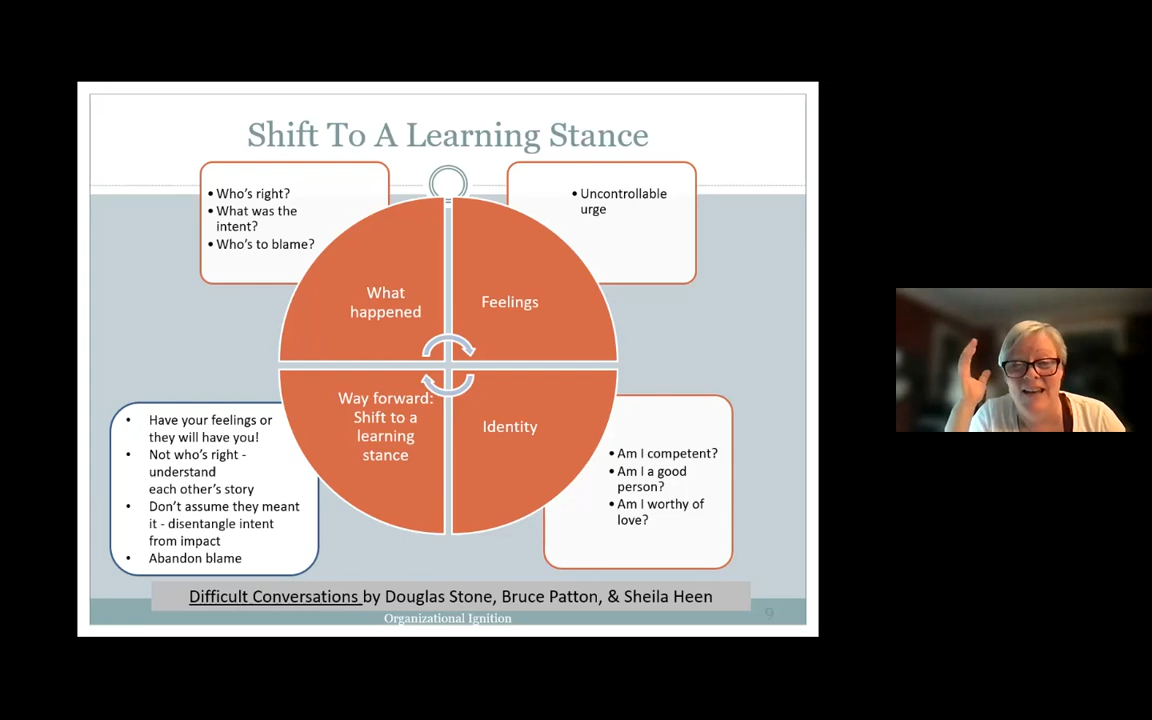 Shift To A Learning Stance
• Who's right?
• What was the
intent?
• Who's to blame?
• Uncontrollable
urge
What
happened
Feelings
Way forward:
Shift to a
learning
stance
Identity
• Have your feelings or
they will have you!
• Not who's right -
understand
each other's story
• Don't assume they meant
it - disentangle intent
from impact
• Abandon blame
• Am I competent?
• Am I a good
person?
• Am I worthy of
love?
Difficult Conversations by Douglas Stone, Bruce Patton, & Sheila Heen
Organizational Ignition
9